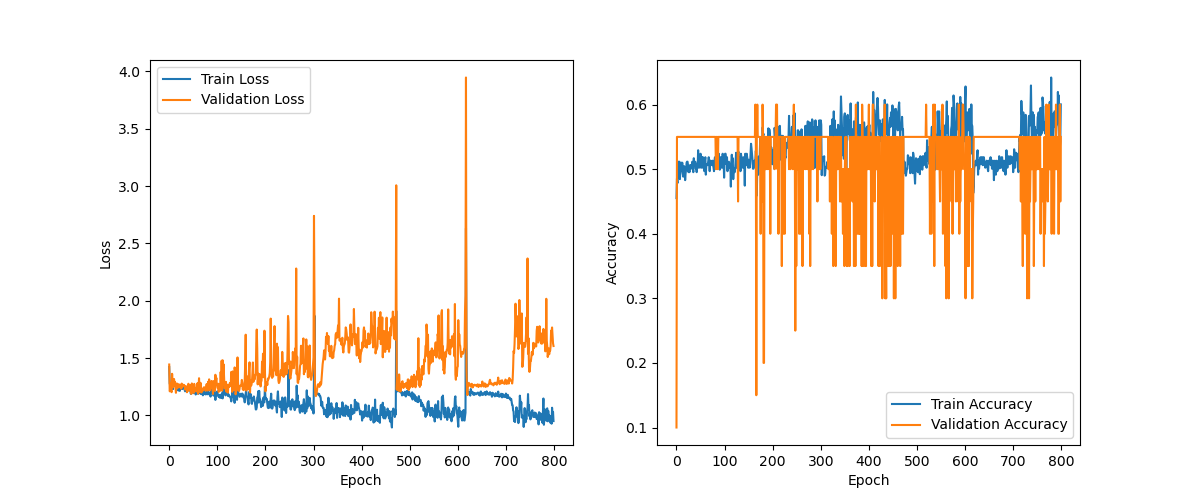 4.0
3.5
3.0
2.5
2.0
1.5
1.0
Loss
Train Loss
Validation Loss
0 100 200 300 400 500 600 700 800
Epoch
0.6
0.5
0.4
0.3
0.2
0.1
Accuracy
Train Accuracy
Validation Accuracy
0 100 200 300 400 500 600 700 800
Epoch